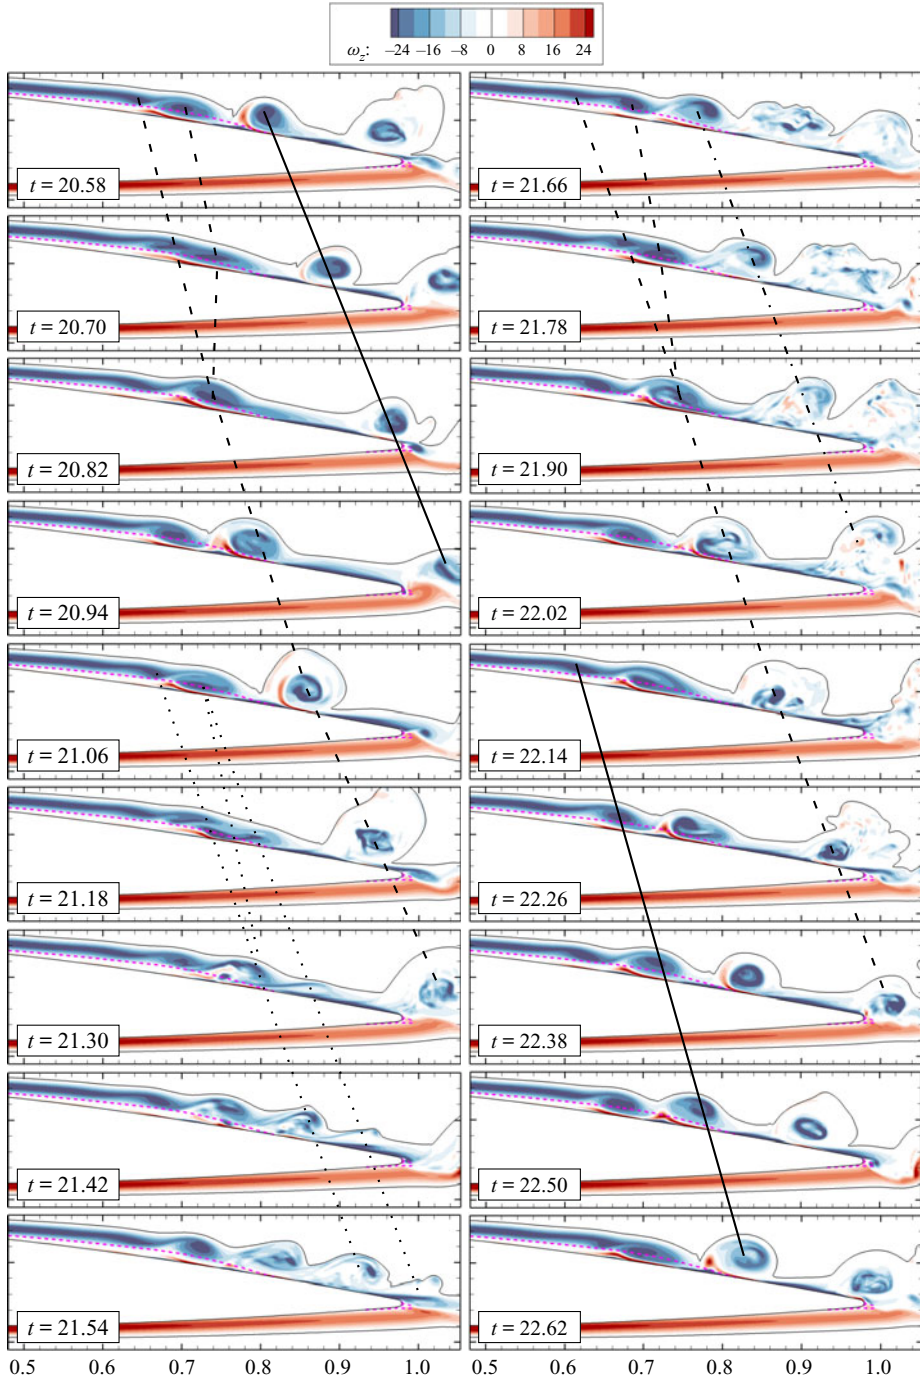 ω_z: −24 −16 −8 0 8 16 24
t = 20.58
t = 21.66
t = 20.70
t = 21.78
t = 20.82
t = 21.90
t = 20.94
t = 22.02
t = 21.06
t = 22.14
t = 21.18
t = 22.26
t = 21.30
t = 22.38
t = 21.42
t = 22.50
t = 21.54
t = 22.62
0.5 0.6 0.7 0.8 0.9 1.0 0.5 0.6 0.7 0.8 0.9 1.0